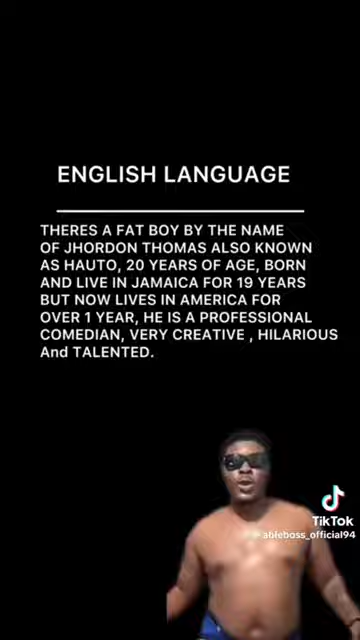 ENGLISH LANGUAGE
THERES A FAT BOY BY THE NAME
OF JHORDON THOMAS ALSO KNOWN
AS HAUTO, 20 YEARS OF AGE, BORN
AND LIVE IN JAMAICA FOR 19 YEARS
BUT NOW LIVES IN AMERICA FOR
OVER 1 YEAR, HE IS A PROFESSIONAL
COMEDIAN, VERY CREATIVE , HILARIOUS
And TALENTED.
TikTok
ableboss_official94